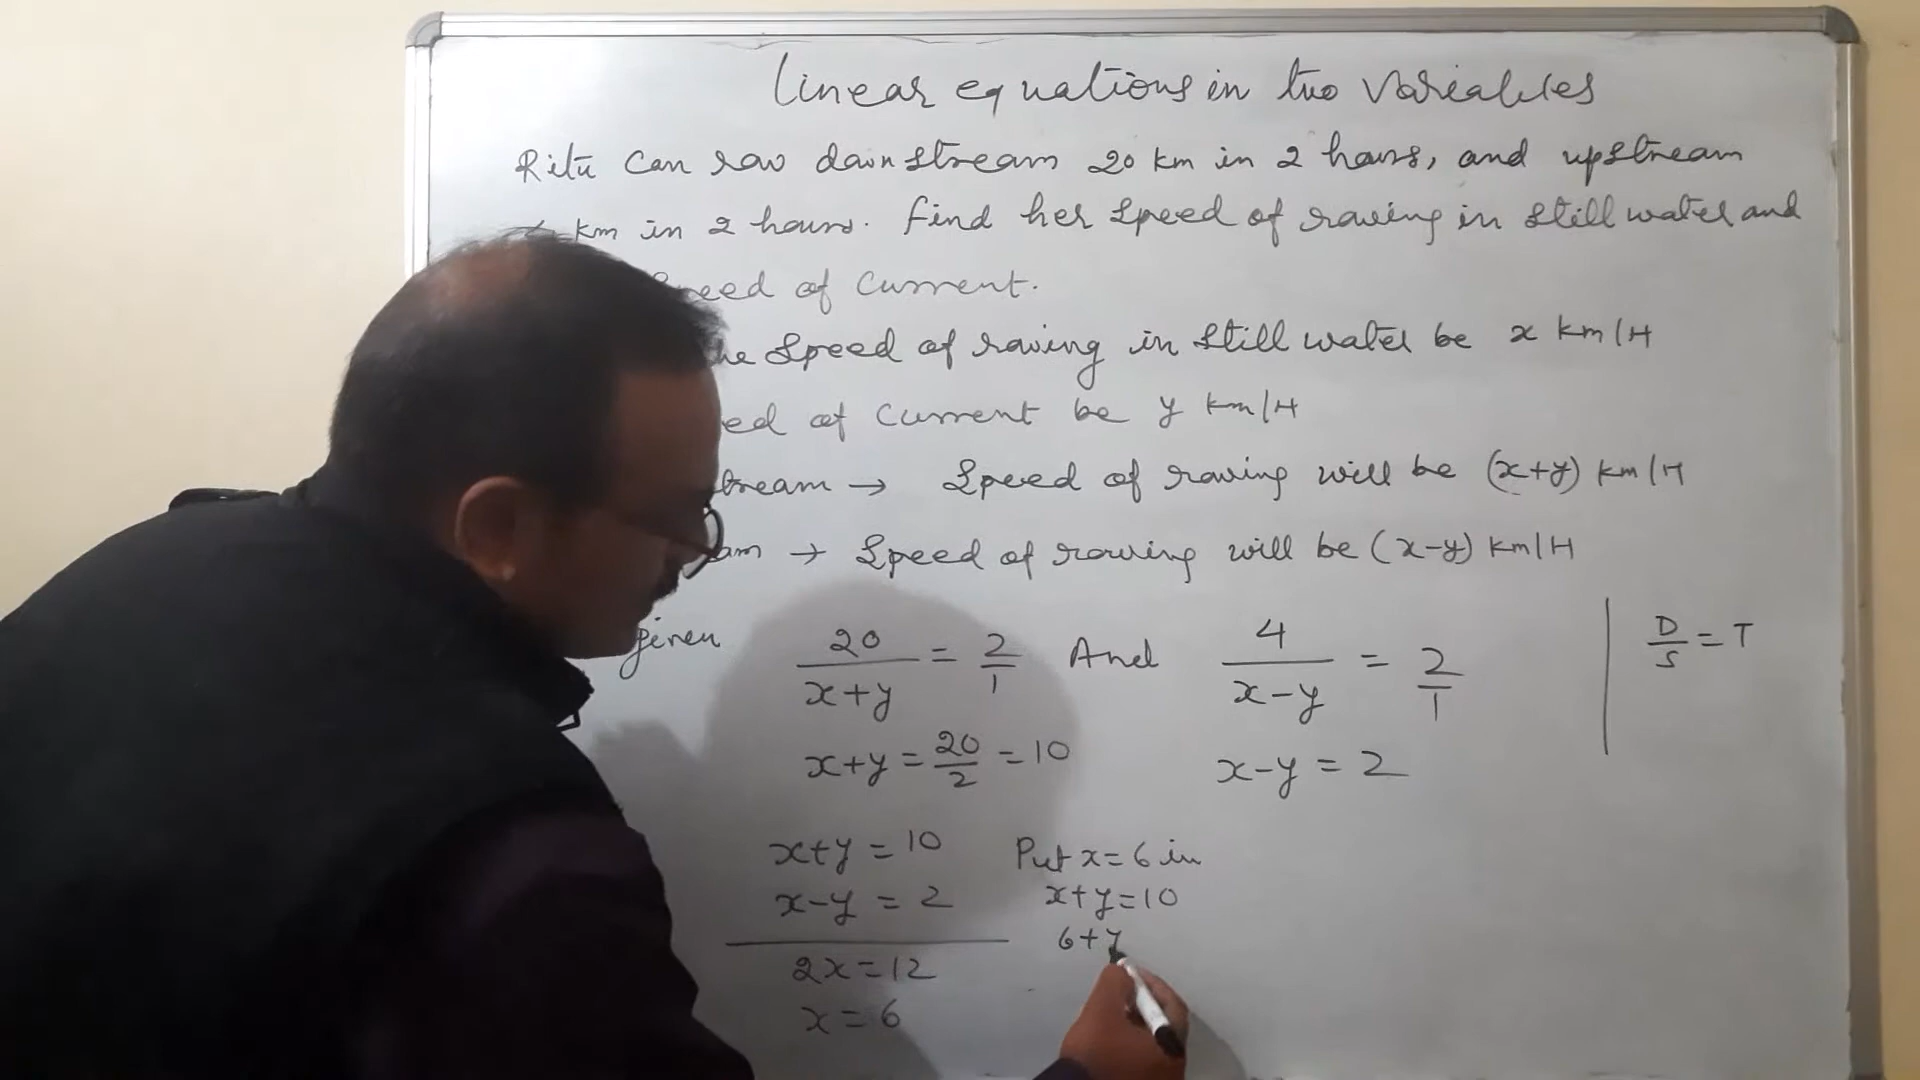 Linear equations in two variables
Ritu can row downstream 20 km in 2 hours, and upstream
4 km in 2 hours. Find her speed of rowing in still water and
speed of current.
the speed of rowing in still water be x km/H
of current be y km/H
stream → Speed of rowing will be (x+y) km/H
→ Speed of rowing will be (x-y) km/H
given 20/x+y = 2/1 And 4/x-y = 2/1 D/S = T
x+y = 20/2 = 10 x-y = 2
x+y = 10 Put x=6 in
x-y = 2 x+y=10
6+y
2x=12
x=6